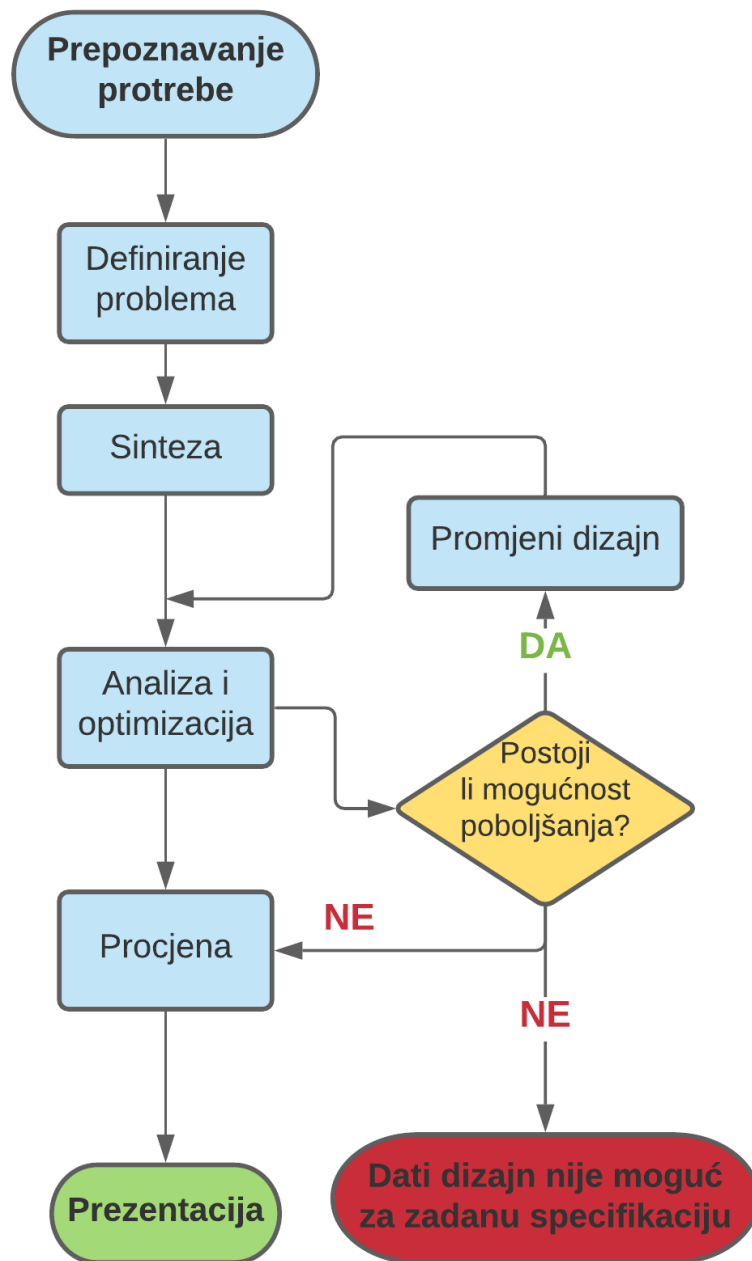 Prepoznavanje
protrebe
Definiranje
problema
Sinteza
Promjeni dizajn
DA
Analiza i
optimizacija
Postoji
li mogućnost
poboljšanja?
NE
Procjena
NE
Prezentacija
Dati dizajn nije moguć
za zadanu specifikaciju